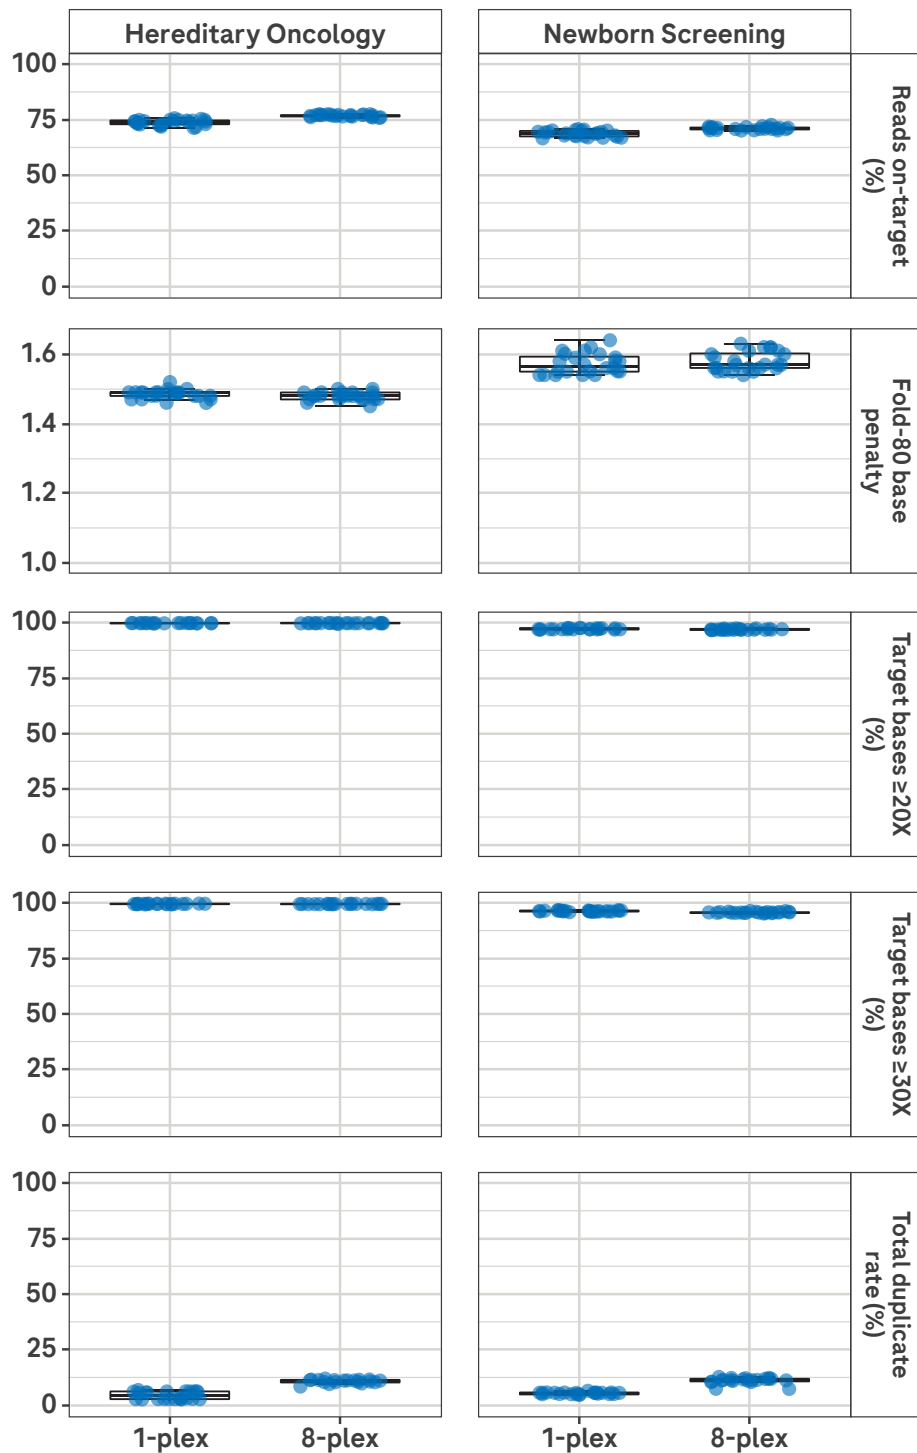 Hereditary Oncology
Newborn Screening
100
75
50
25
0
Reads on-target
(%)
1.6
1.4
1.2
1.0
Fold-80 base
penalty
100
75
50
25
0
Target bases ≥20X
(%)
100
75
50
25
0
Target bases ≥30X
(%)
100
75
50
25
0
Total duplicate
rate (%)
1-plex
8-plex
1-plex
8-plex